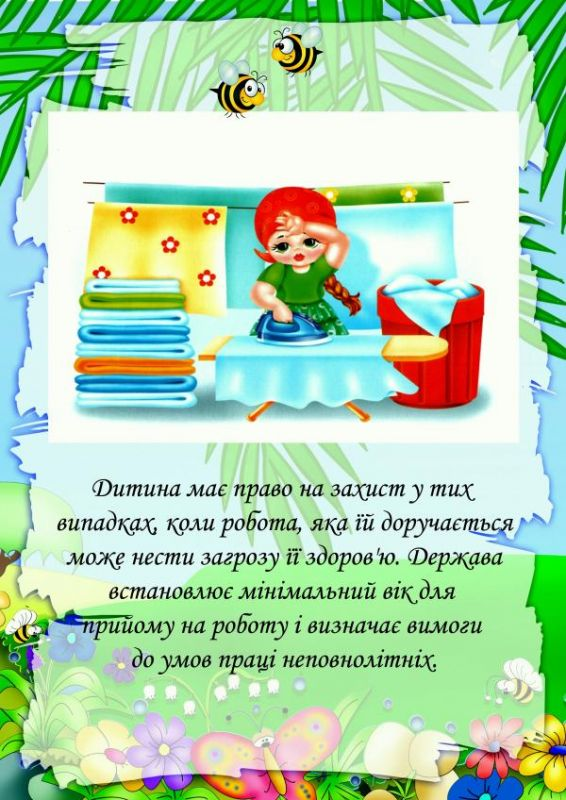 Дитина має право на захист у тих
випадках, коли робота, яка їй доручається
може нести загрозу її здоров'ю. Держава
встановлює мінімальний вік для
прийому на роботу і визначає вимоги
до умов праці неповнолітніх.